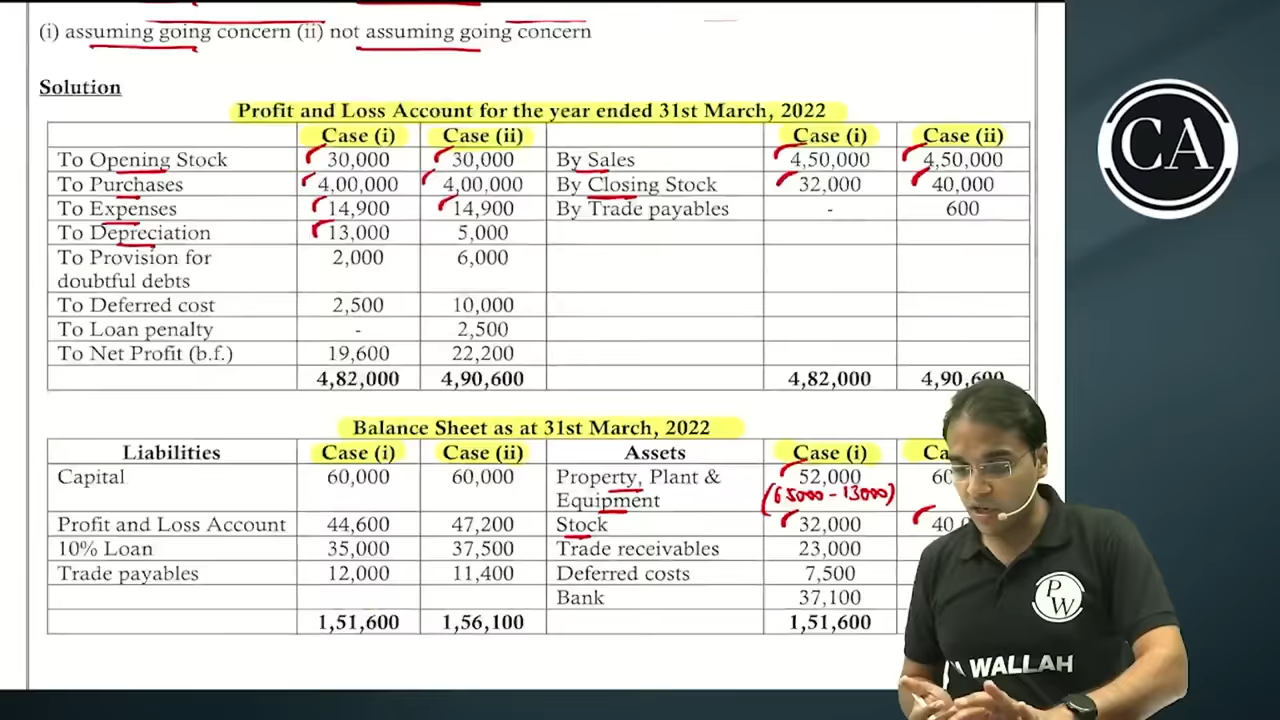 (i) assuming going concern (ii) not assuming going concern
Solution
Profit and Loss Account for the year ended 31st March, 2022
Case (i) Case (ii) Case (i) Case (ii)
To Opening Stock 30,000 30,000 By Sales 4,50,000 4,50,000
To Purchases 4,00,000 4,00,000 By Closing Stock 32,000 40,000
To Expenses 14,900 14,900 By Trade payables - 600
To Depreciation 13,000 5,000
To Provision for 2,000 6,000
doubtful debts
To Deferred cost 2,500 10,000
To Loan penalty - 2,500
To Net Profit (b.f.) 19,600 22,200
4,82,000 4,90,600 4,82,000 4,90,600
Balance Sheet as at 31st March, 2022
Liabilities Case (i) Case (ii) Assets Case (i)
Capital 60,000 60,000 Property, Plant & 52,000
Equipment (65000 - 13000)
Profit and Loss Account 44,600 47,200 Stock 32,000
10% Loan 35,000 37,500 Trade receivables 23,000
Trade payables 12,000 11,400 Deferred costs 7,500
Bank 37,100
1,51,600 1,56,100 1,51,600
CA
P
W
WALLAH